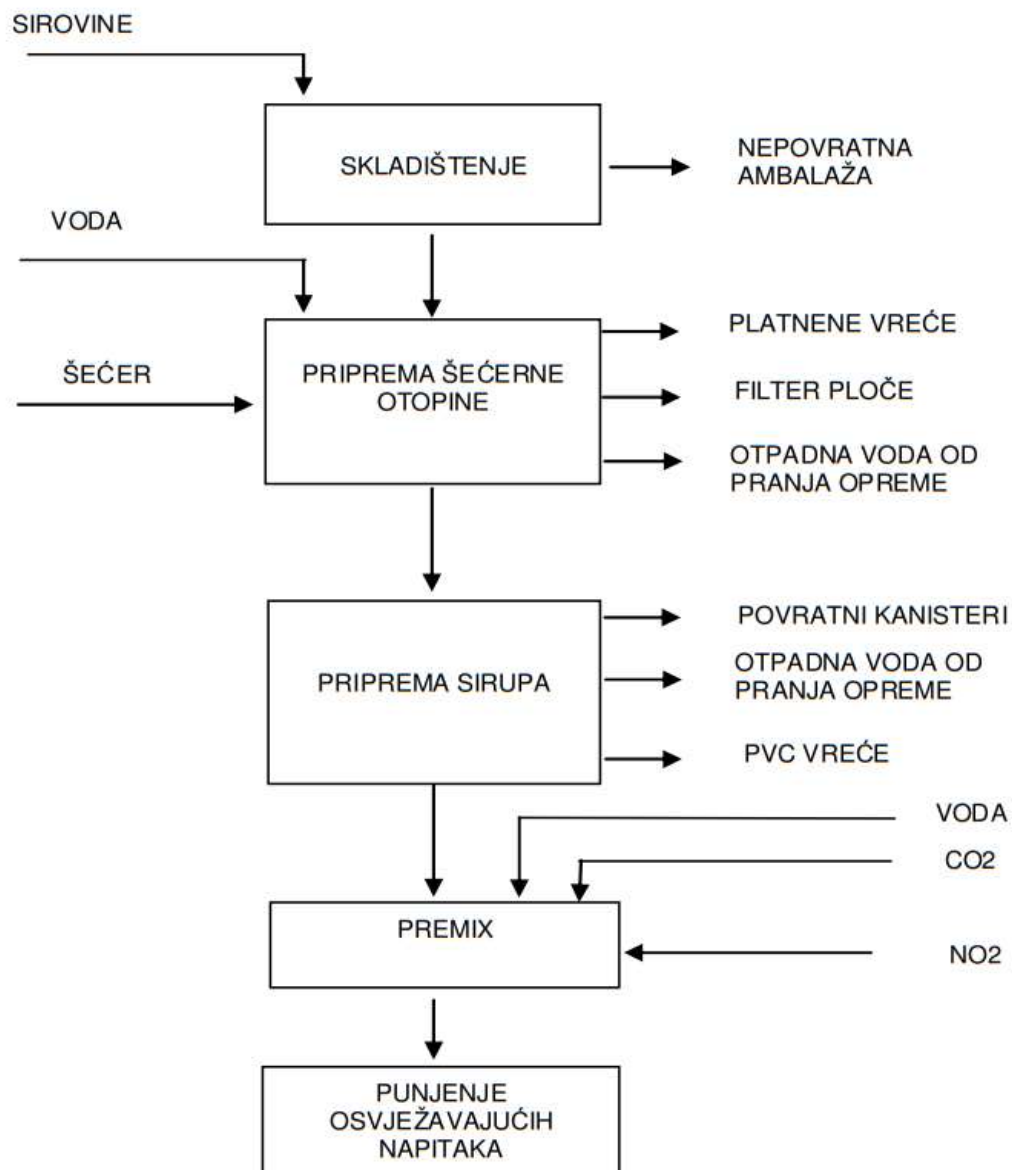 SIROVINE
SKLADIŠTENJE
NEPOVRATNA
AMBALAŽA
VODA
ŠEĆER
PRIPREMA ŠEĆERNE
OTOPINE
PLATNENE VREĆE
FILTER PLOČE
OTPADNA VODA OD
PRANJA OPREME
PRIPREMA SIRUPA
POVRATNI KANISTERI
OTPADNA VODA OD
PRANJA OPREME
PVC VREĆE
VODA
CO2
PREMIX
NO2
PUNJENJE
OSVJEŽAVAJUĆIH
NAPITAKA